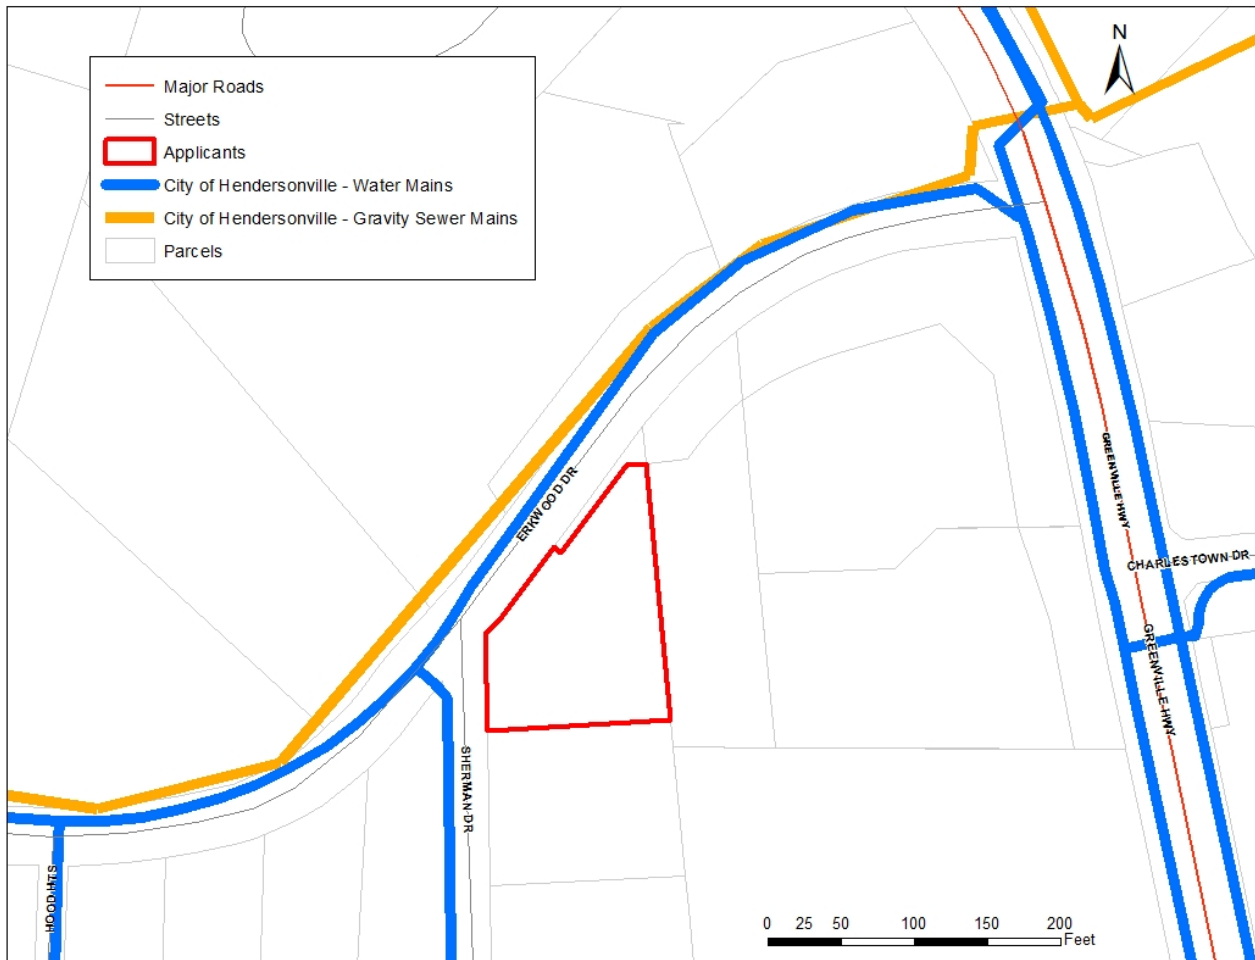 N
Major Roads
Streets
Applicants
City of Hendersonville - Water Mains
City of Hendersonville - Gravity Sewer Mains
Parcels
ERKWOOD DR
GREENVILLE HWY
CHARLESTOWN DR
GREENVILLE HWY
SHERMAN DR
HOOD HTS
0 25 50 100 150 200
Feet